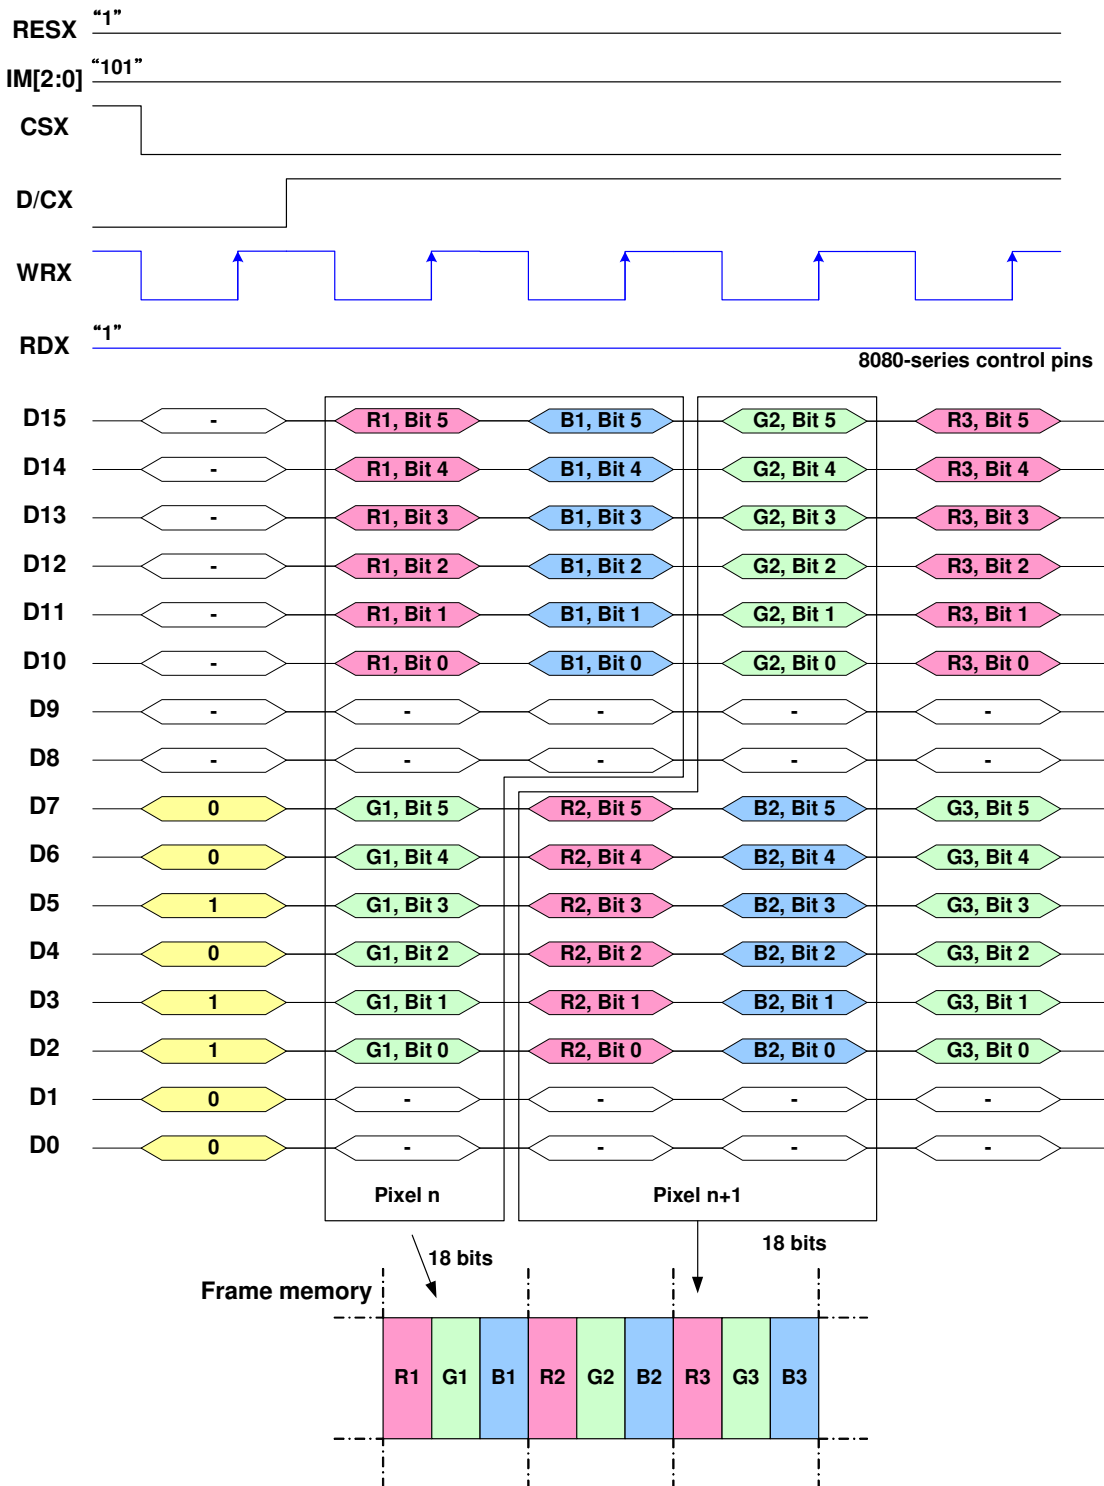 RESX "1"
IM[2:0] "101"
CSX
D/CX
WRX
RDX "1"
8080-series control pins
D15 - R1, Bit 5 B1, Bit 5 G2, Bit 5 R3, Bit 5
D14 - R1, Bit 4 B1, Bit 4 G2, Bit 4 R3, Bit 4
D13 - R1, Bit 3 B1, Bit 3 G2, Bit 3 R3, Bit 3
D12 - R1, Bit 2 B1, Bit 2 G2, Bit 2 R3, Bit 2
D11 - R1, Bit 1 B1, Bit 1 G2, Bit 1 R3, Bit 1
D10 - R1, Bit 0 B1, Bit 0 G2, Bit 0 R3, Bit 0
D9 - - - - -
D8 - - - - -
D7 0 G1, Bit 5 R2, Bit 5 B2, Bit 5 G3, Bit 5
D6 0 G1, Bit 4 R2, Bit 4 B2, Bit 4 G3, Bit 4
D5 1 G1, Bit 3 R2, Bit 3 B2, Bit 3 G3, Bit 3
D4 0 G1, Bit 2 R2, Bit 2 B2, Bit 2 G3, Bit 2
D3 1 G1, Bit 1 R2, Bit 1 B2, Bit 1 G3, Bit 1
D2 1 G1, Bit 0 R2, Bit 0 B2, Bit 0 G3, Bit 0
D1 0 - - - -
D0 0 - - - -
Pixel n Pixel n+1
18 bits 18 bits
Frame memory
R1 G1 B1 R2 G2 B2 R3 G3 B3